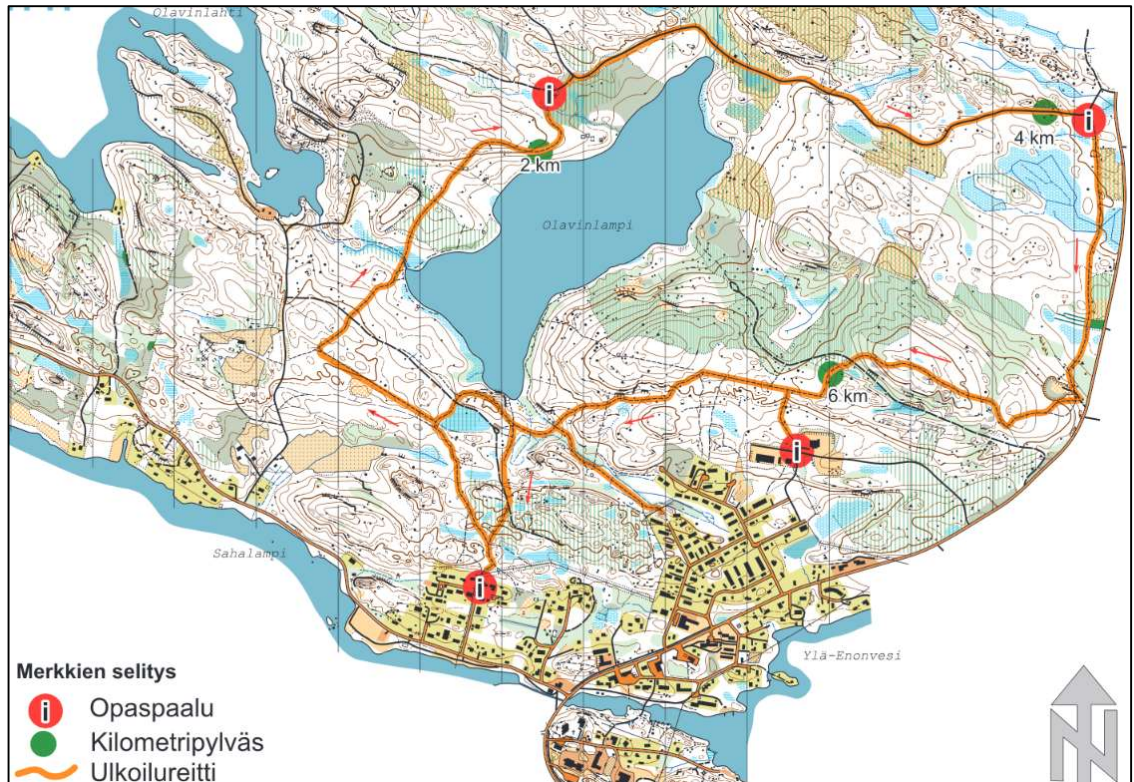 Olavinlahti
i
i
4 km
2 km
Olavinlampi
6 km
i
Sahalampi
i
Ylä-Enonvesi
Merkkien selitys
i Opaspaalu
Kilometripylväs
Ulkoilureitti
N